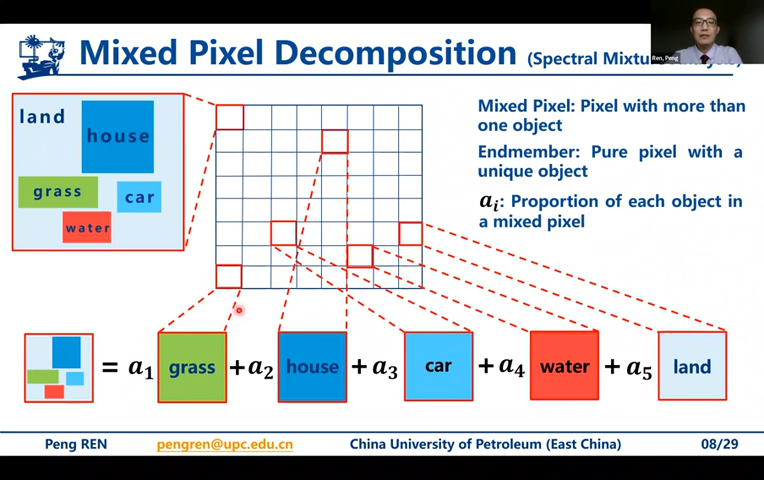 Mixed Pixel Decomposition (Spectral Mixtu
Ren, Peng
land
house
grass
car
water
Mixed Pixel: Pixel with more than
one object
Endmember: Pure pixel with a
unique object
aᵢ: Proportion of each object in
a mixed pixel
= a₁ grass + a₂ house + a₃ car + a₄ water + a₅ land
Peng REN pengren@upc.edu.cn China University of Petroleum (East China) 08/29